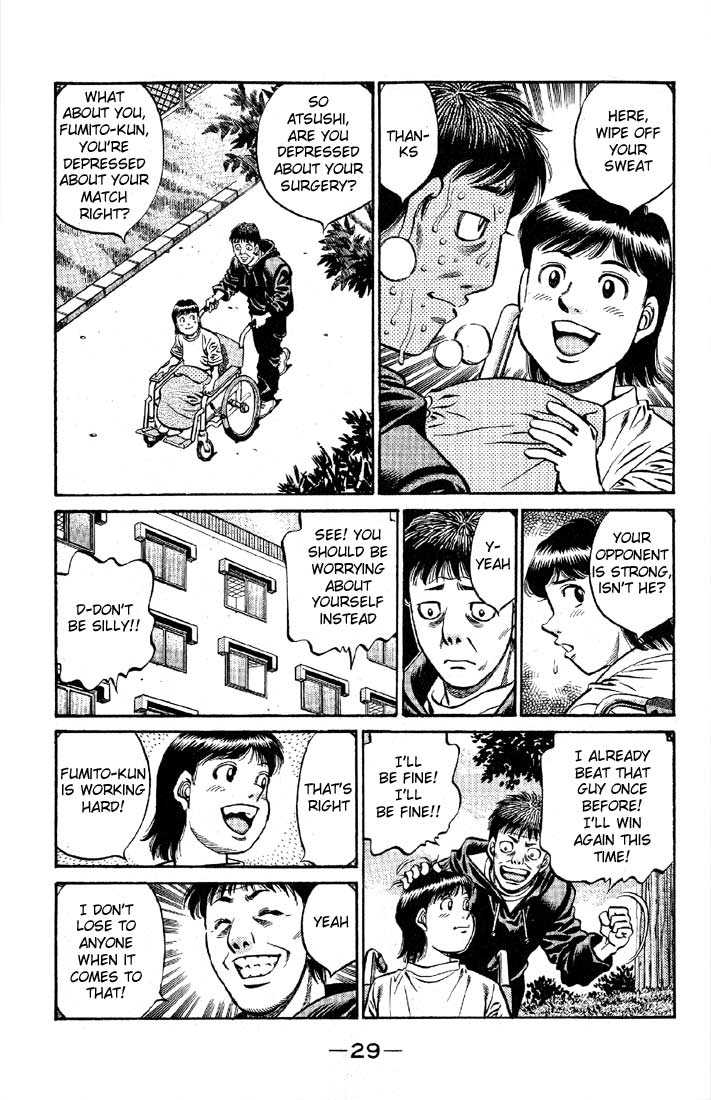 HERE,
WIPE OFF
YOUR
SWEAT
THAN-
KS
SO
ATSUSHI,
ARE YOU
DEPRESSED
ABOUT YOUR
SURGERY?
WHAT
ABOUT YOU,
FUMITO-KUN,
YOU'RE
DEPRESSED
ABOUT YOUR
MATCH
RIGHT?
YOUR
OPPONENT
IS STRONG,
ISN'T HE?
Y-
YEAH
SEE! YOU
SHOULD BE
WORRYING
ABOUT
YOURSELF
INSTEAD
D-DON'T
BE SILLY!!
I ALREADY
BEAT THAT
GUY ONCE
BEFORE!
I'LL WIN
AGAIN THIS
TIME!
I'LL
BE FINE!
I'LL
BE FINE!!
THAT'S
RIGHT
FUMITO-KUN
IS WORKING
HARD!
YEAH
I DON'T
LOSE TO
ANYONE
WHEN IT
COMES TO
THAT!
—29—